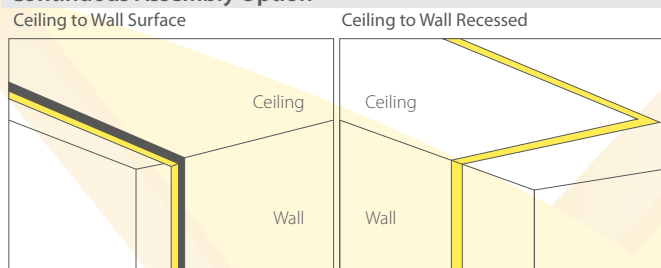 Continuous Assembly Option
Ceiling to Wall Surface
Ceiling to Wall Recessed
Ceiling
Ceiling
Wall
Wall